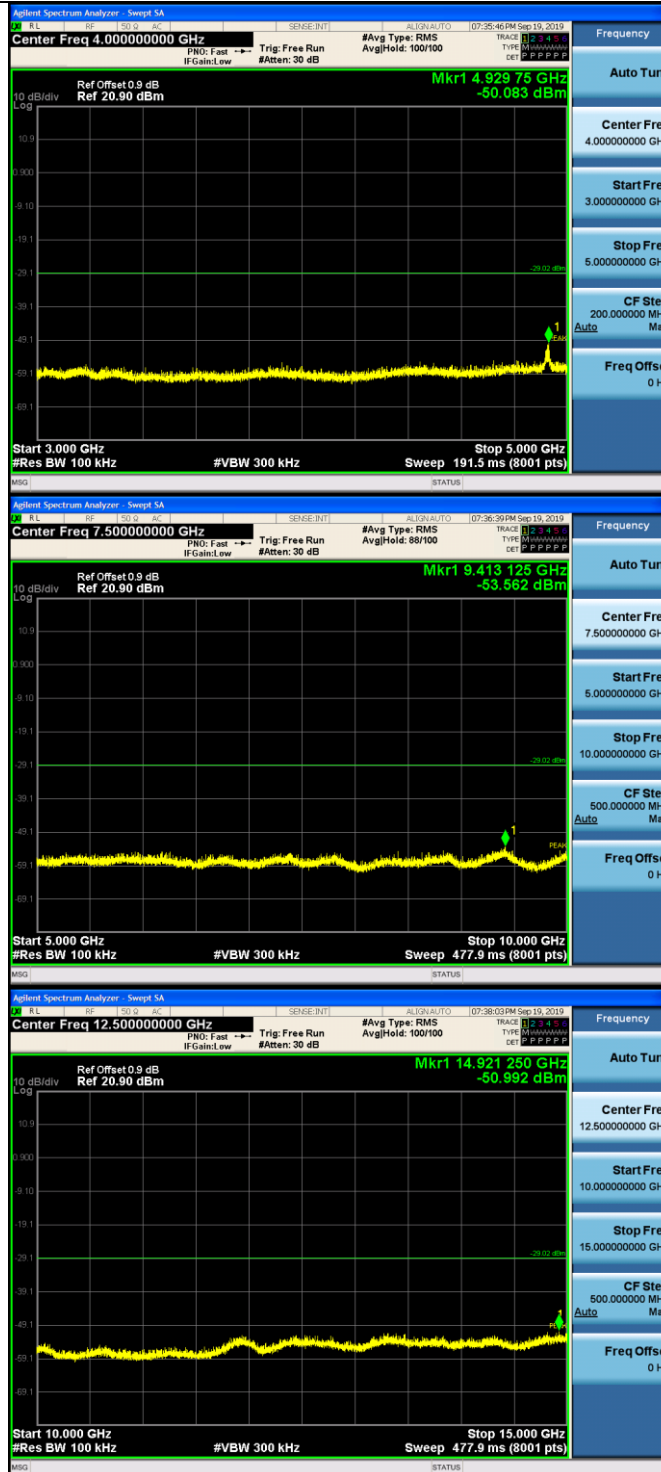 Agilent Spectrum Analyzer - Swept SA
RL RF 50 Ω AC SENSE:INT ALIGNAUTO 07:35:46 PM Sep 19, 2019
Center Freq 4.000000000 GHz
PNO: Fast
IFGain:Low
Trig: Free Run
#Atten: 30 dB
#Avg Type: RMS
Avg|Hold: 100/100
TRACE 1 2 3 4 5 6
TYPE M
DET P P P P P P
Ref Offset 0.9 dB
Ref 20.90 dBm
10 dB/div
Log
Mkr1 4.929 75 GHz
-50.083 dBm
10.9
0.900
-9.10
-19.1
-29.1
-29.02 dBm
-39.1
-49.1
1
-59.1
-69.1
Start 3.000 GHz
Stop 5.000 GHz
#Res BW 100 kHz
#VBW 300 kHz
Sweep 191.5 ms (8001 pts)
MSG
STATUS
Frequency
Auto Tun
Center Fre
4.000000000 GH
Start Fre
3.000000000 GH
Stop Fre
5.000000000 GH
CF Ste
200.000000 MH
Auto Ma
Freq Offse
0 H
Agilent Spectrum Analyzer - Swept SA
RL RF 50 Ω AC SENSE:INT ALIGNAUTO 07:36:39 PM Sep 19, 2019
Center Freq 7.500000000 GHz
PNO: Fast
IFGain:Low
Trig: Free Run
#Atten: 30 dB
#Avg Type: RMS
Avg|Hold: 88/100
TRACE 1 2 3 4 5 6
TYPE M
DET P P P P P P
Ref Offset 0.9 dB
Ref 20.90 dBm
10 dB/div
Log
Mkr1 9.413 125 GHz
-53.562 dBm
10.9
0.900
-9.10
-19.1
-29.1
-29.02 dBm
-39.1
-49.1
1
PEAK
-59.1
-69.1
Start 5.000 GHz
Stop 10.000 GHz
#Res BW 100 kHz
#VBW 300 kHz
Sweep 477.9 ms (8001 pts)
MSG
STATUS
Frequency
Auto Tun
Center Fre
7.500000000 GH
Start Fre
5.000000000 GH
Stop Fre
10.000000000 GH
CF Ste
500.000000 MH
Auto Ma
Freq Offse
0 H
Agilent Spectrum Analyzer - Swept SA
RL RF 50 Ω AC SENSE:INT ALIGNAUTO 07:38:03 PM Sep 19, 2019
Center Freq 12.500000000 GHz
PNO: Fast
IFGain:Low
Trig: Free Run
#Atten: 30 dB
#Avg Type: RMS
Avg|Hold: 100/100
TRACE 1 2 3 4 5 6
TYPE M
DET P P P P P P
Ref Offset 0.9 dB
Ref 20.90 dBm
10 dB/div
Log
Mkr1 14.921 250 GHz
-50.992 dBm
10.9
0.900
-9.10
-19.1
-29.1
-29.02 dBm
-39.1
-49.1
1
-59.1
-69.1
Start 10.000 GHz
Stop 15.000 GHz
#Res BW 100 kHz
#VBW 300 kHz
Sweep 477.9 ms (8001 pts)
MSG
STATUS
Frequency
Auto Tun
Center Fre
12.500000000 GH
Start Fre
10.000000000 GH
Stop Fre
15.000000000 GH
CF Ste
500.000000 MH
Auto Ma
Freq Offse
0 H